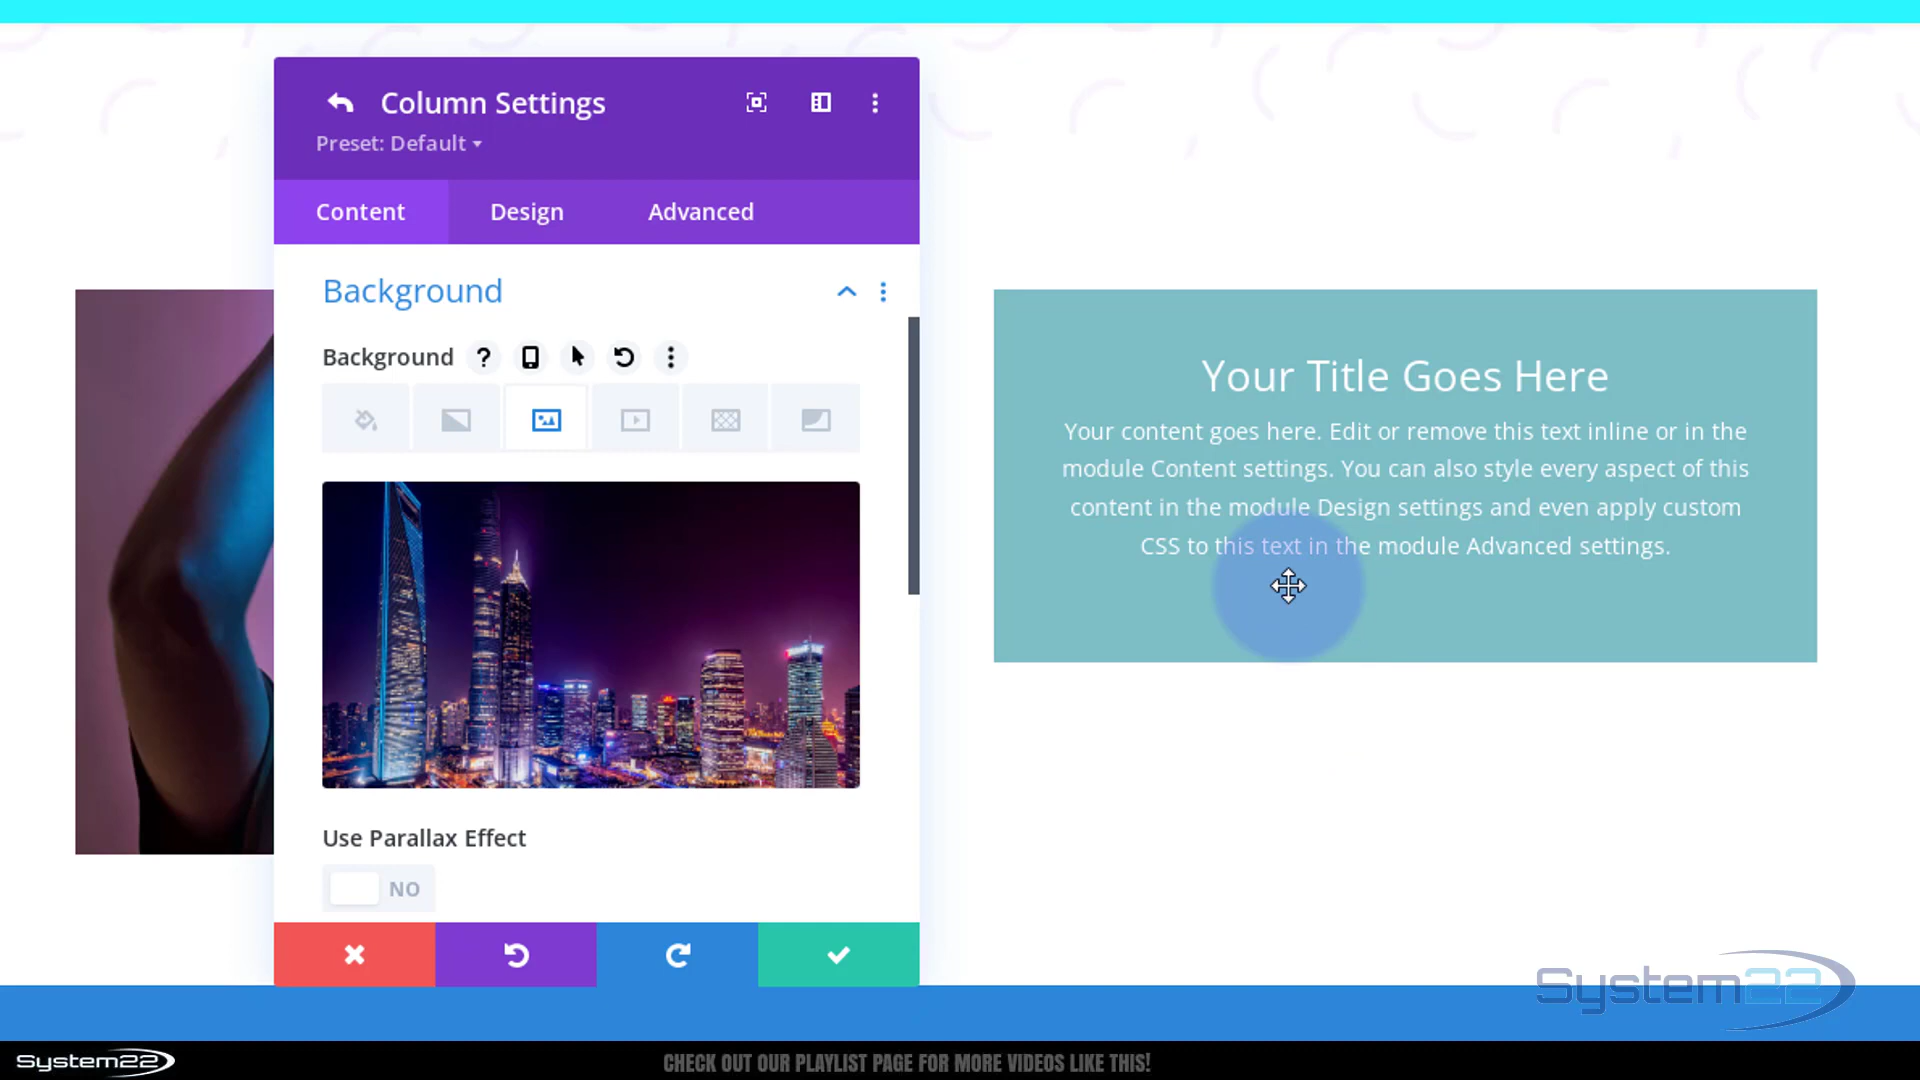 Column Settings
Preset: Default
Content Design Advanced
Background
Background ?
Use Parallax Effect
NO
Your Title Goes Here
Your content goes here. Edit or remove this text inline or in the
module Content settings. You can also style every aspect of this
content in the module Design settings and even apply custom
CSS to this text in the module Advanced settings.
System22
System22
CHECK OUT OUR PLAYLIST PAGE FOR MORE VIDEOS LIKE THIS!